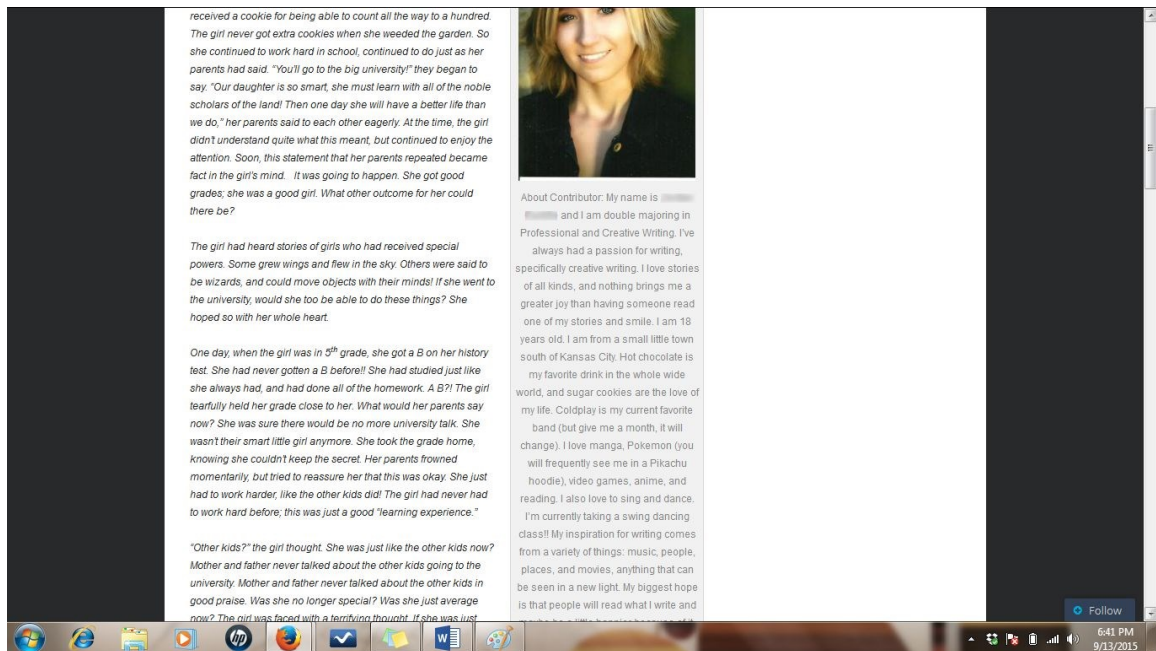 received a cookie for being able to count all the way to a hundred.
The girl never got extra cookies when she weeded the garden. So
she continued to work hard in school, continued to do just as her
parents had said. “You’ll go to the big university!” they began to
say. “Our daughter is so smart, she must learn with all of the noble
scholars of the land! Then one day she will have a better life than
we do,” her parents said to each other eagerly. At the time, the girl
didn’t understand quite what this meant, but continued to enjoy the
attention. Soon, this statement that her parents repeated became
fact in the girl’s mind.   It was going to happen. She got good
grades; she was a good girl. What other outcome for her could
there be?
The girl had heard stories of girls who had received special
powers. Some grew wings and flew in the sky. Others were said to
be wizards, and could move objects with their minds! If she went to
the university, would she too be able to do these things? She
hoped so with her whole heart.
One day, when the girl was in 5th grade, she got a B on her history
test. She had never gotten a B before!! She had studied just like
she always had, and had done all of the homework. A B?! The girl
tearfully held her grade close to her. What would her parents say
now? She was sure there would be no more university talk. She
wasn’t their smart little girl anymore. She took the grade home,
knowing she couldn’t keep the secret. Her parents frowned
momentarily, but tried to reassure her that this was okay. She just
had to work harder, like the other kids did! The girl had never had
to work hard before; this was just a good “learning experience.”
“Other kids?” the girl thought. She was just like the other kids now?
Mother and father never talked about the other kids going to the
university. Mother and father never talked about the other kids in
good praise. Was she no longer special? Was she just average
now? The girl was faced with a terrifying thought. If she was just
About Contributor: My name is
and I am double majoring in
Professional and Creative Writing. I’ve
always had a passion for writing,
specifically creative writing. I love stories
of all kinds, and nothing brings me a
greater joy than having someone read
one of my stories and smile. I am 18
years old. I am from a small little town
south of Kansas City. Hot chocolate is
my favorite drink in the whole wide
world, and sugar cookies are the love of
my life. Coldplay is my current favorite
band (but give me a month, it will
change). I love manga, Pokemon (you
will frequently see me in a Pikachu
hoodie), video games, anime, and
reading. I also love to sing and dance.
I’m currently taking a swing dancing
class!! My inspiration for writing comes
from a variety of things: music, people,
places, and movies, anything that can
be seen in a new light. My biggest hope
is that people will read what I write and
maybe be a little happier because of it.
Follow
hp
W
6:41 PM
9/13/2015